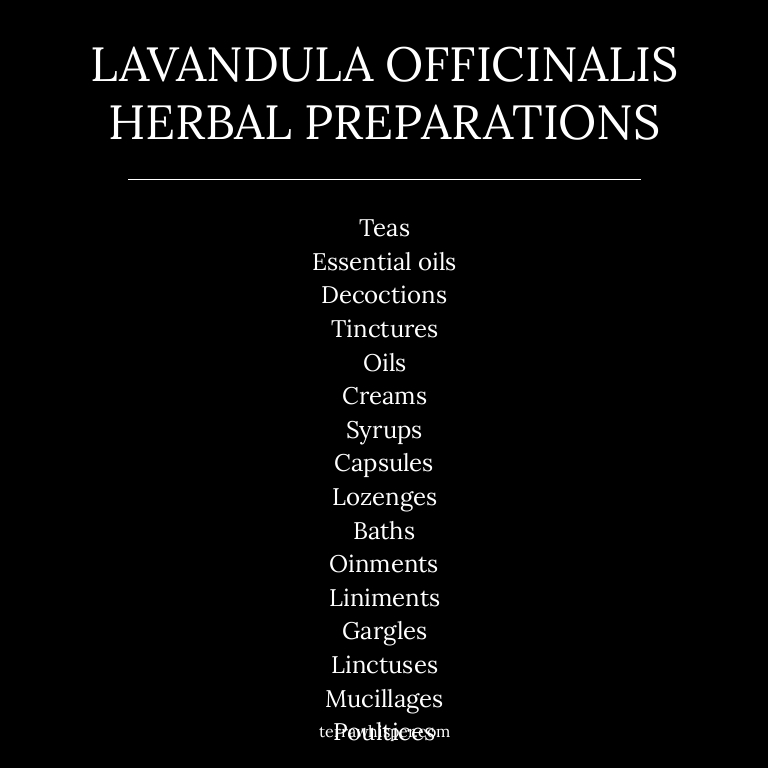 LAVANDULA OFFICINALIS
HERBAL PREPARATIONS
Teas
Essential oils
Decoctions
Tinctures
Oils
Creams
Syrups
Capsules
Lozenges
Baths
Oinments
Liniments
Gargles
Linctuses
Mucillages
Poultices
terrawhisper.com